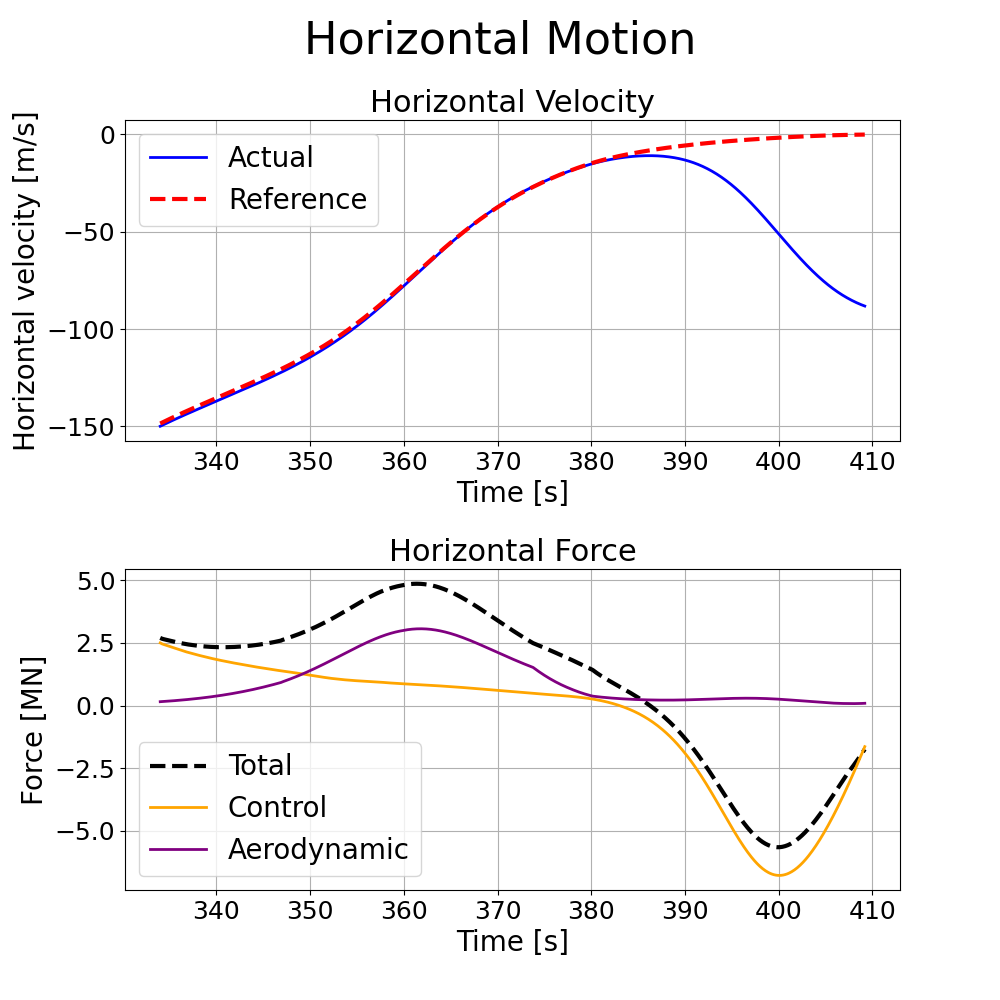 Horizontal Motion
Horizontal Velocity
Horizontal velocity [m/s]
0
−50
−100
−150
Actual
Reference
340 350 360 370 380 390 400 410
Time [s]
Horizontal Force
Force [MN]
5.0
2.5
0.0
−2.5
−5.0
Total
Control
Aerodynamic
340 350 360 370 380 390 400 410
Time [s]